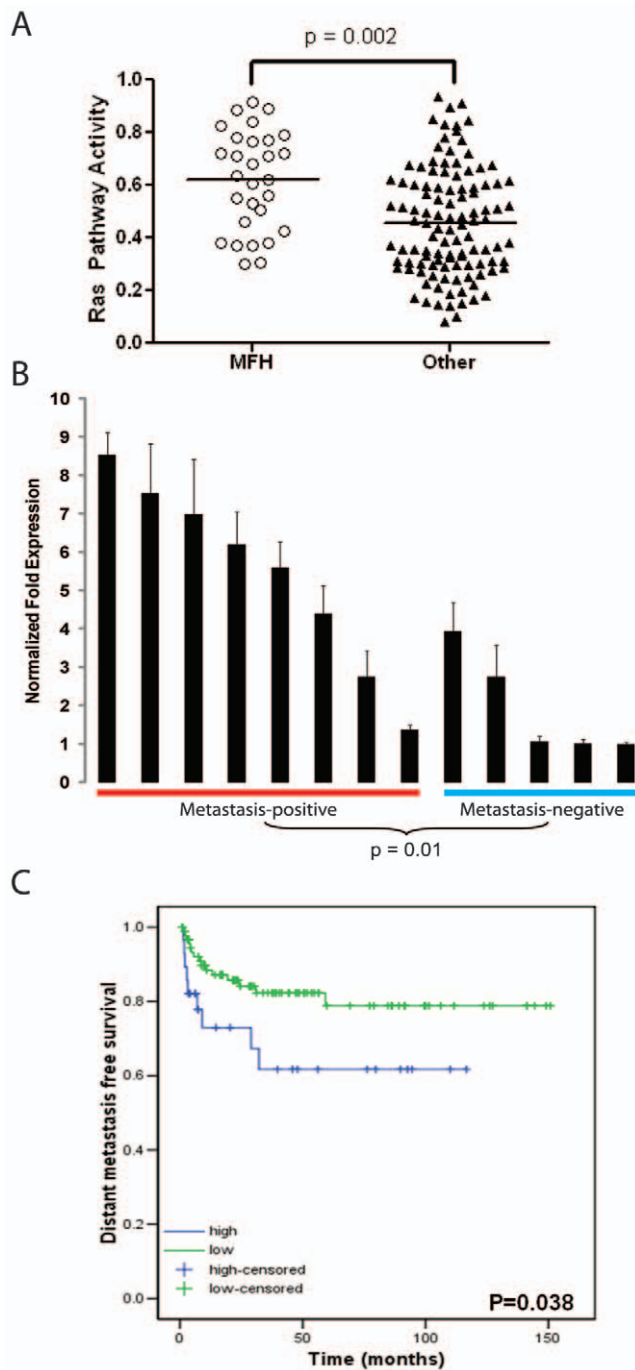 A
p = 0.002
Ras Pathway Activity
1.0
0.8
0.6
0.4
0.2
0.0
MFH Other
B
Normalized Fold Expression
10
9
8
7
6
5
4
3
2
1
0
Metastasis-positive Metastasis-negative
p = 0.01
C
Distant metastasis free survival
1.0
0.8
0.6
0.4
0.2
0.0
high
low
high-censored
low-censored
P=0.038
0 50 100 150
Time (months)